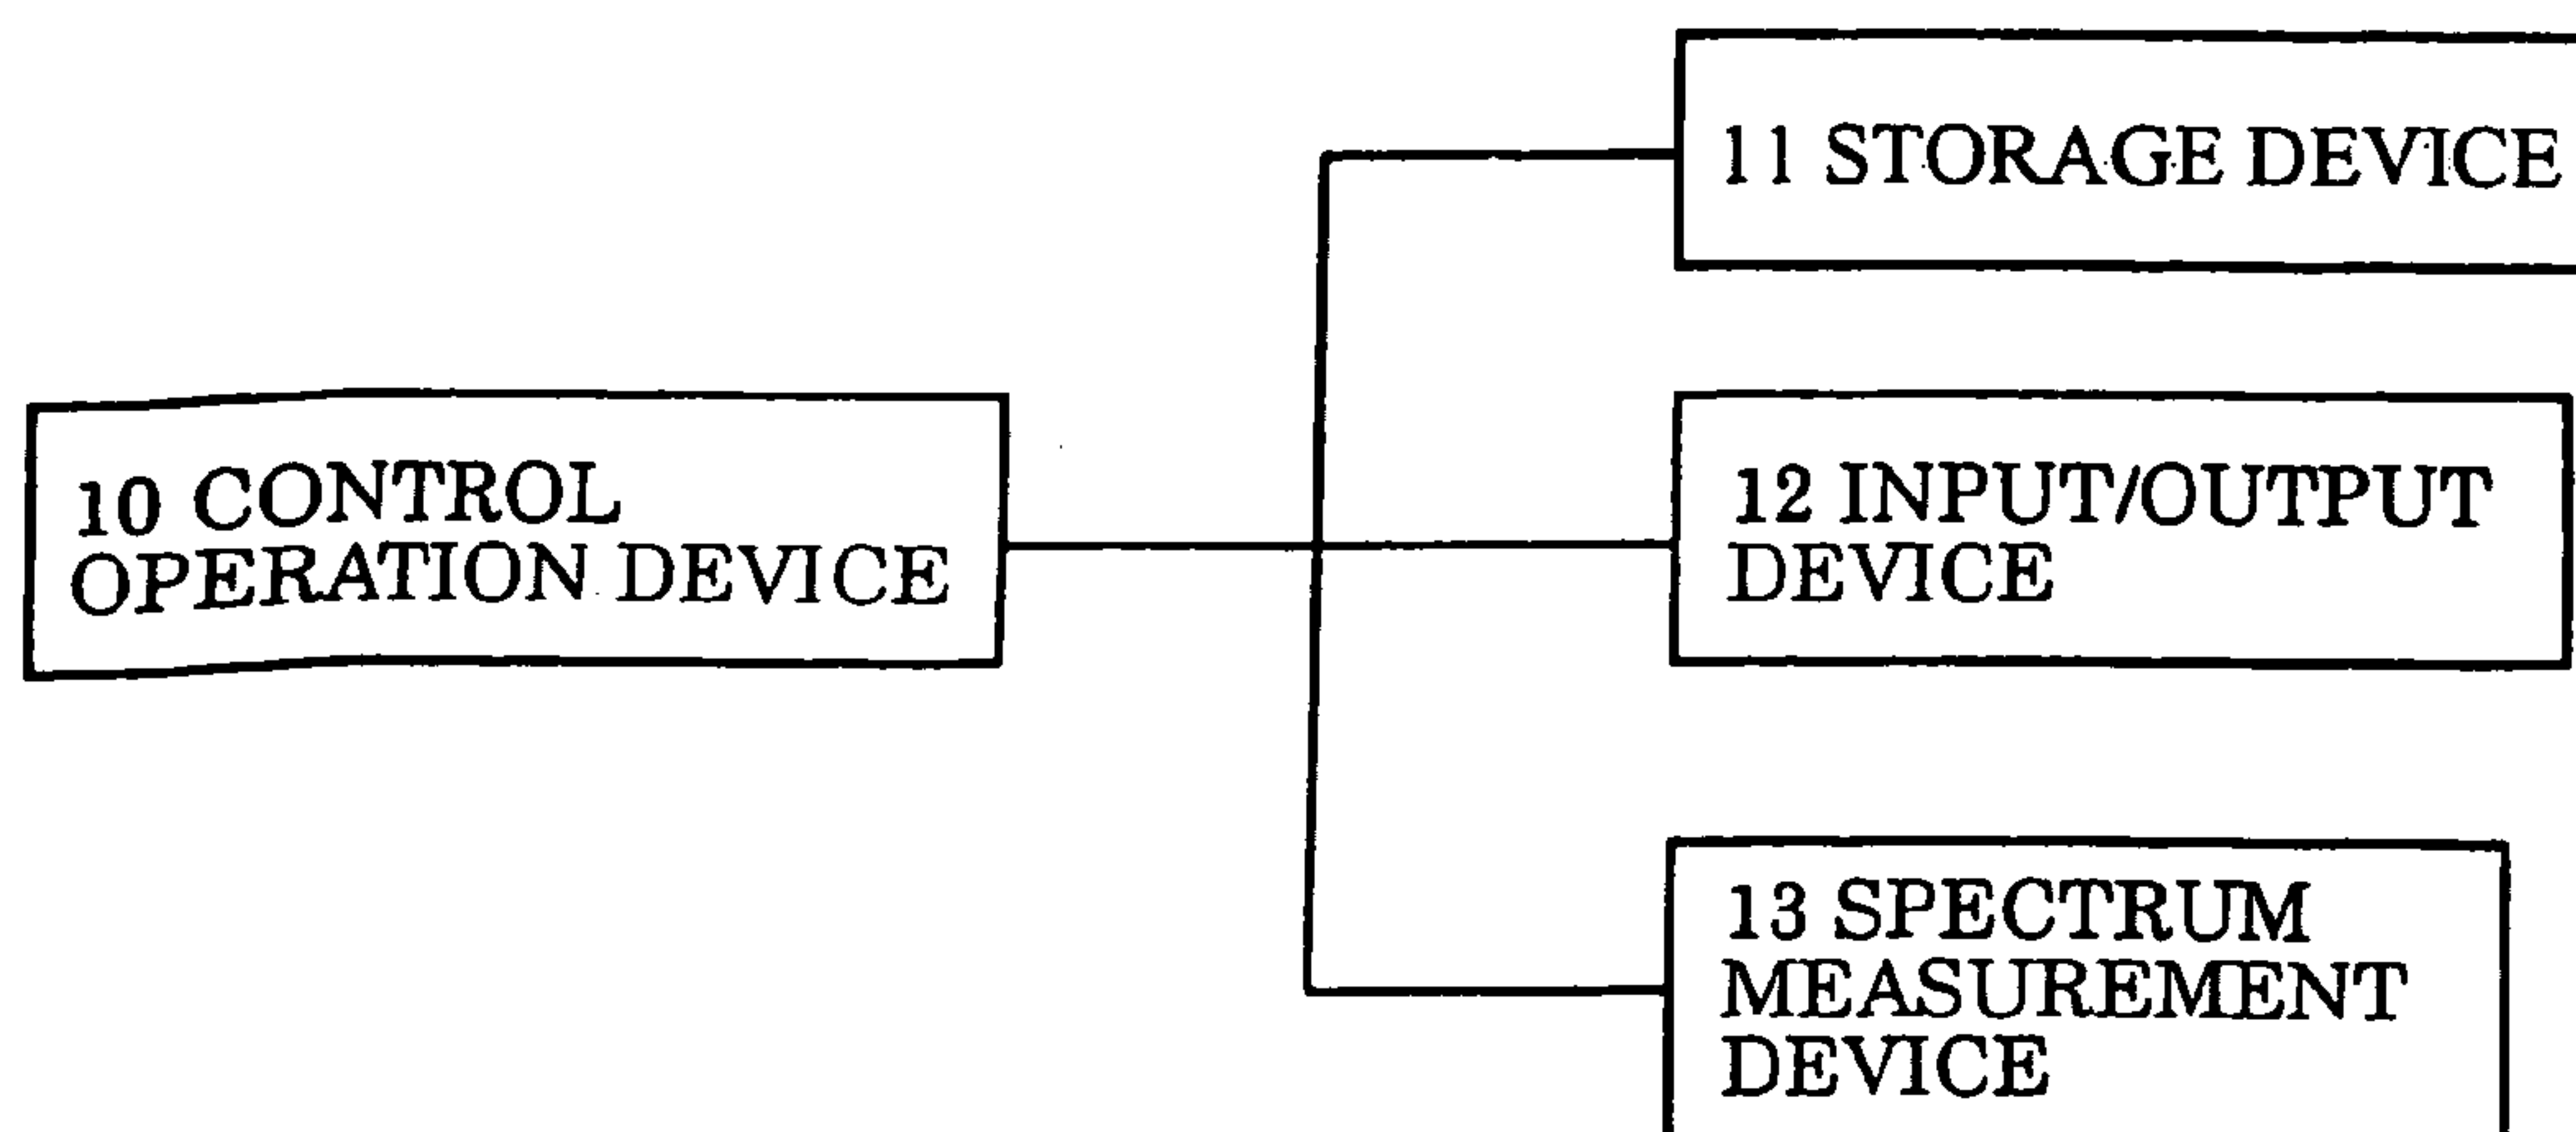 11 STORAGE DEVICE
10 CONTROL
OPERATION DEVICE
12 INPUT/OUTPUT
DEVICE
13 SPECTRUM
MEASUREMENT
DEVICE